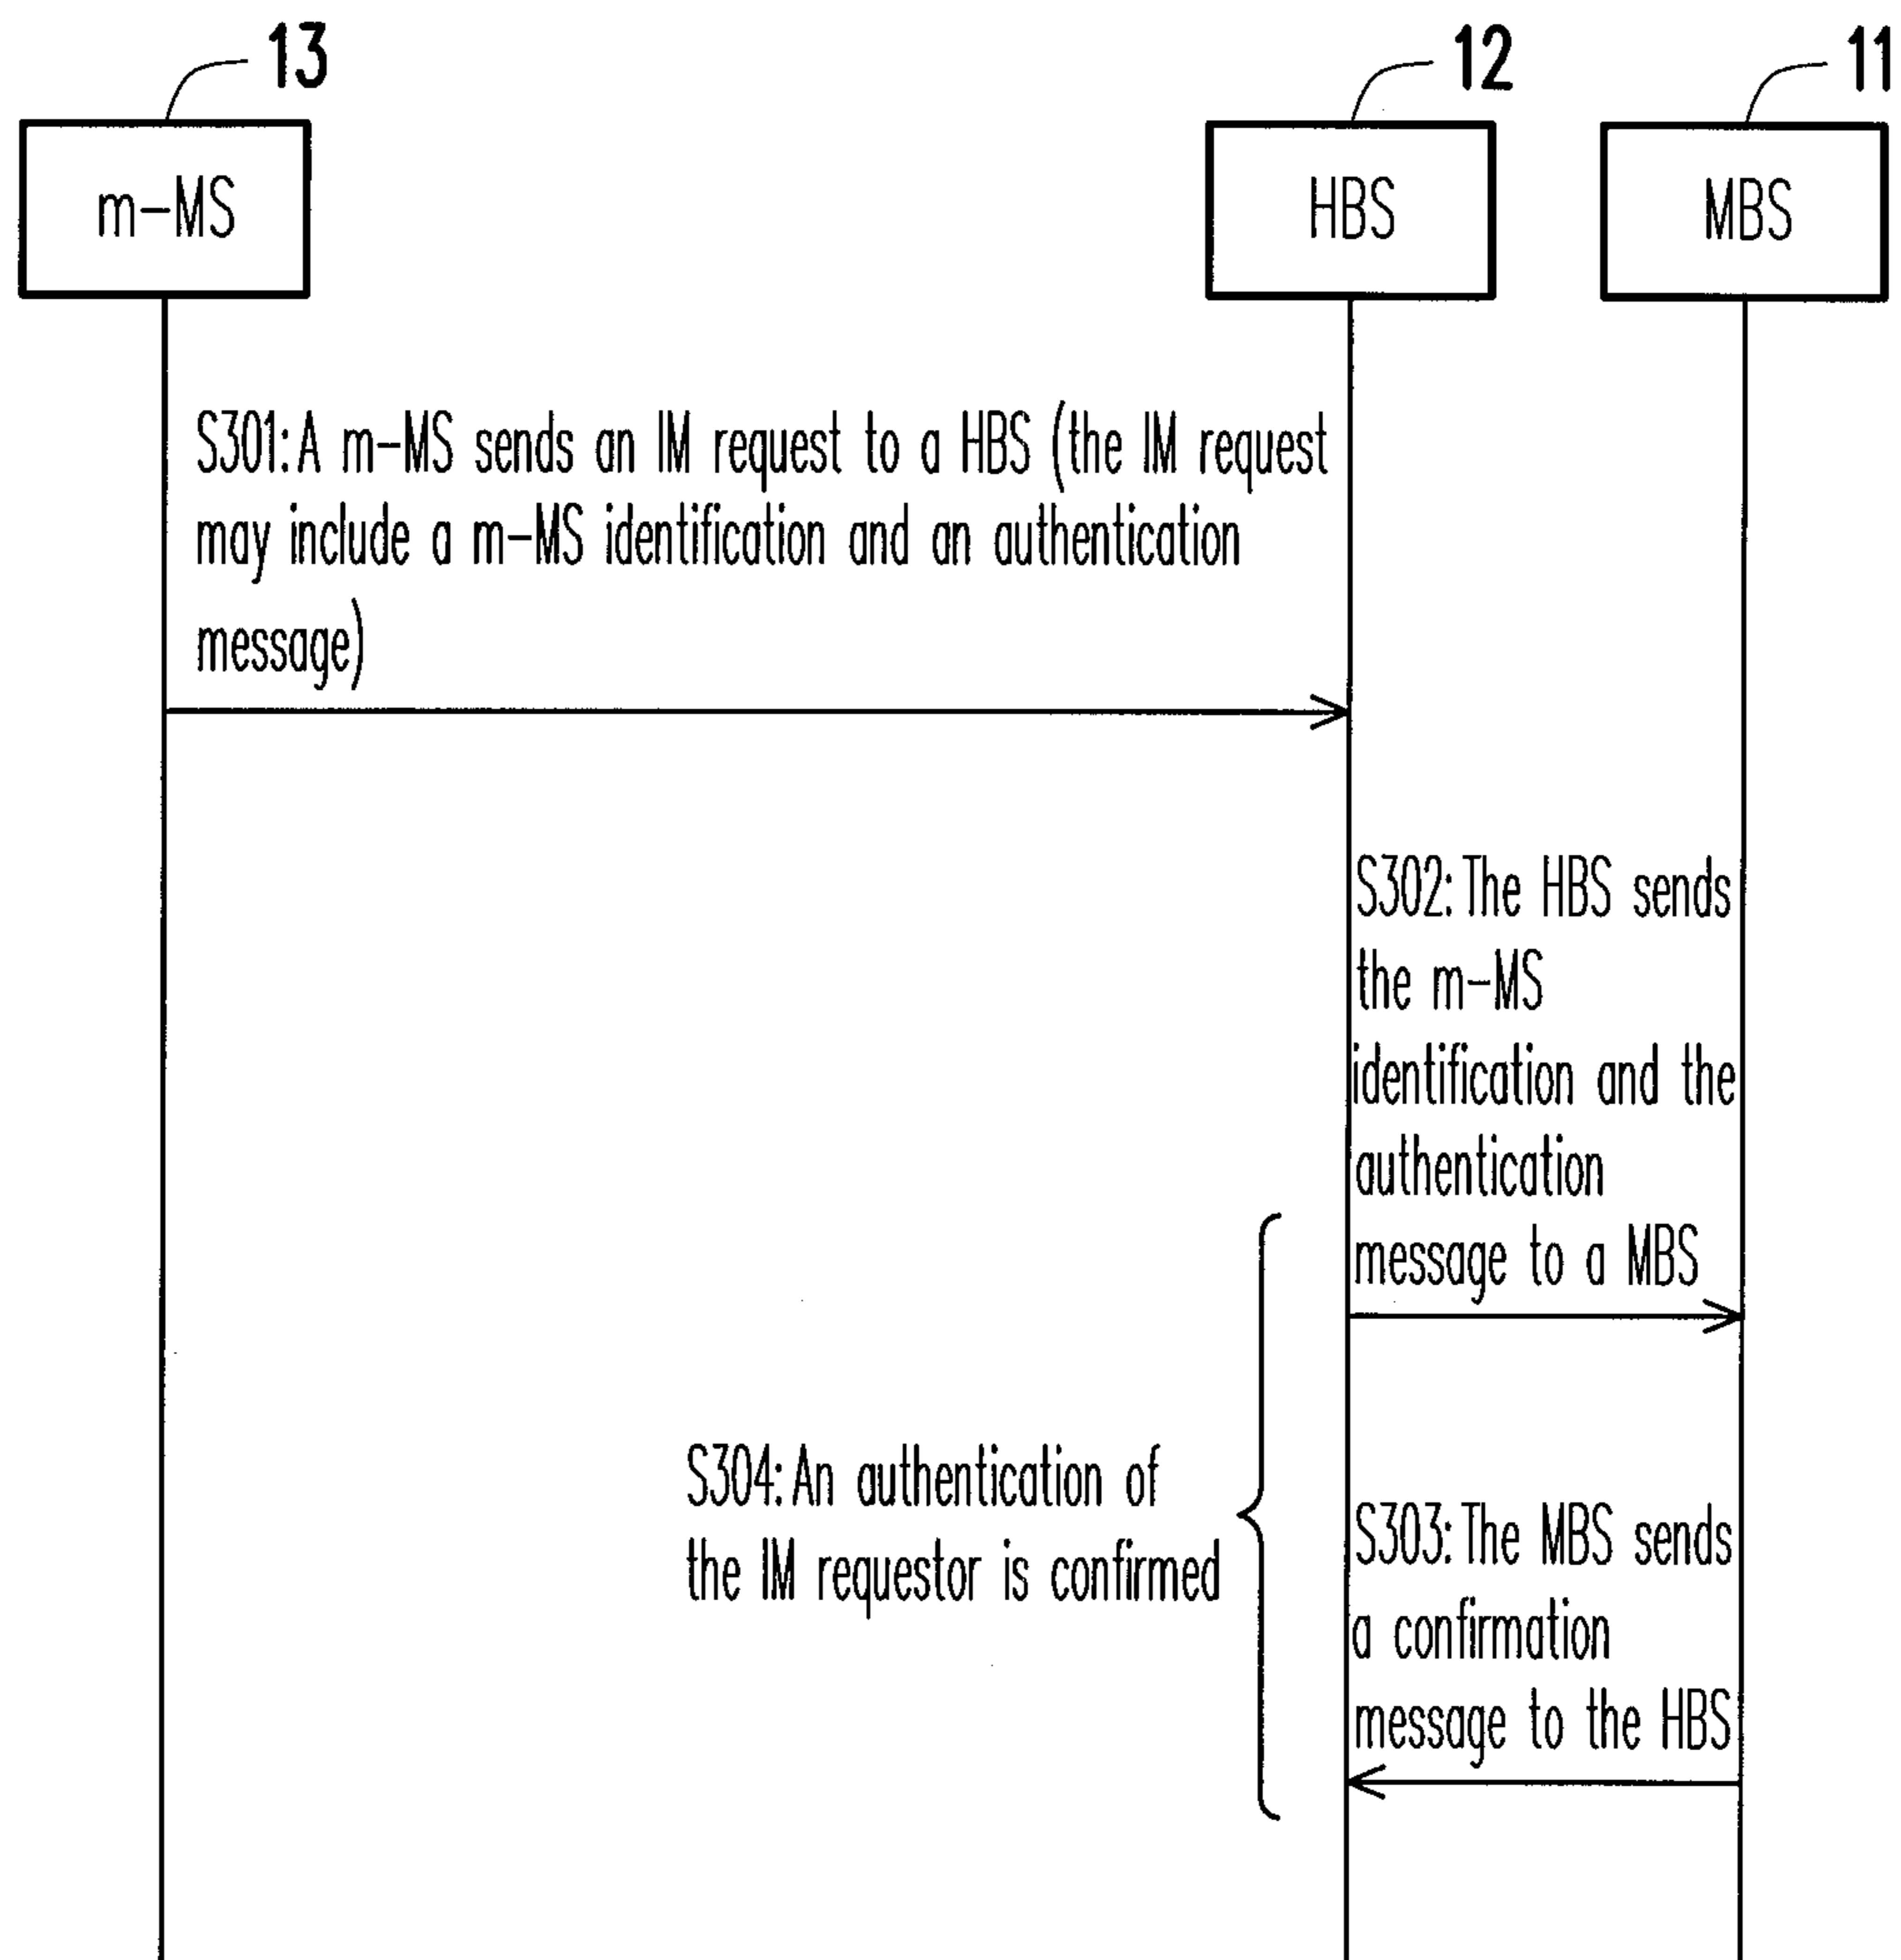 13
12
11
m-MS
HBS
MBS
S301: A m-MS sends an IM request to a HBS (the IM request
may include a m-MS identification and an authentication
message)
S302: The HBS sends
the m-MS
identification and the
authentication
message to a MBS
S304: An authentication of
the IM requestor is confirmed
S303: The MBS sends
a confirmation
message to the HBS